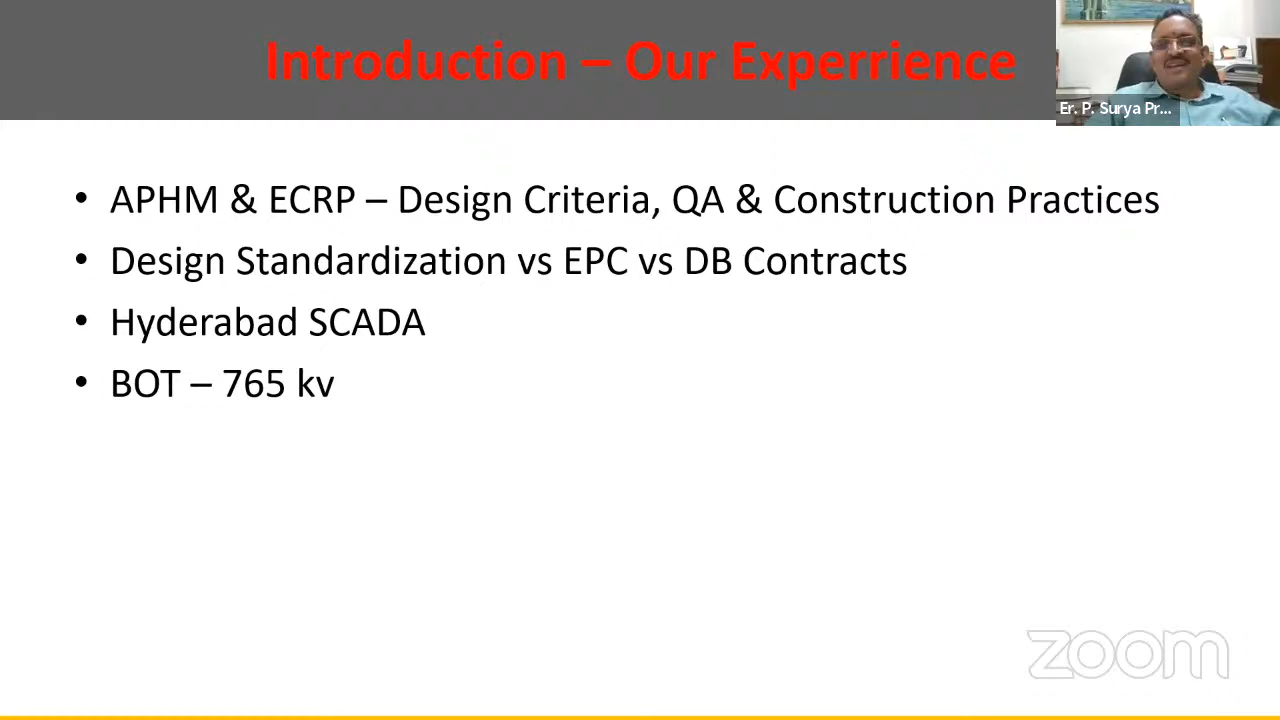 Introduction – Our Experrience
Er. P. Surya Pr...
• APHM & ECRP – Design Criteria, QA & Construction Practices
• Design Standardization vs EPC vs DB Contracts
• Hyderabad SCADA
• BOT – 765 kv
zoom